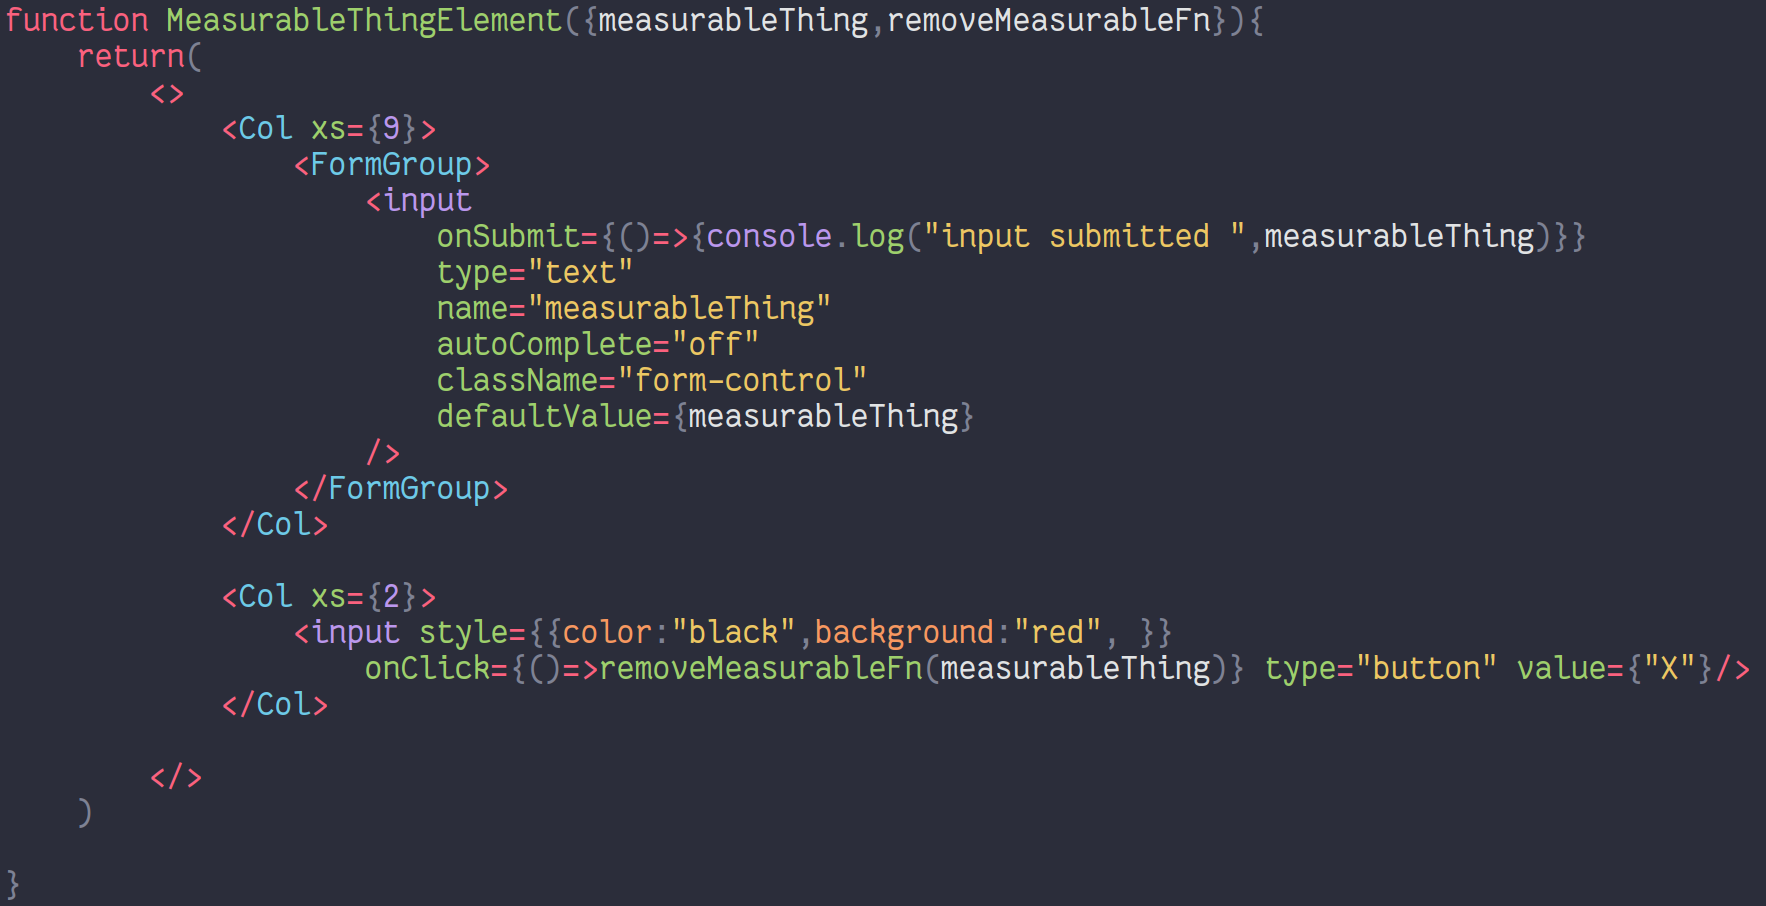 function MeasurableThingElement({measurableThing,removeMeasurableFn}){
    return(
        <>
            <Col xs={9}>
                <FormGroup>
                    <input
                        onSubmit={()=>{console.log("input submitted ",measurableThing)}}
                        type="text"
                        name="measurableThing"
                        autoComplete="off"
                        className="form-control"
                        defaultValue={measurableThing}
                    />
                </FormGroup>
            </Col>

            <Col xs={2}>
                <input style={{color:"black",background:"red", }}
                    onClick={()=>removeMeasurableFn(measurableThing)} type="button" value={"X"}/>
            </Col>

        </>
    )

}